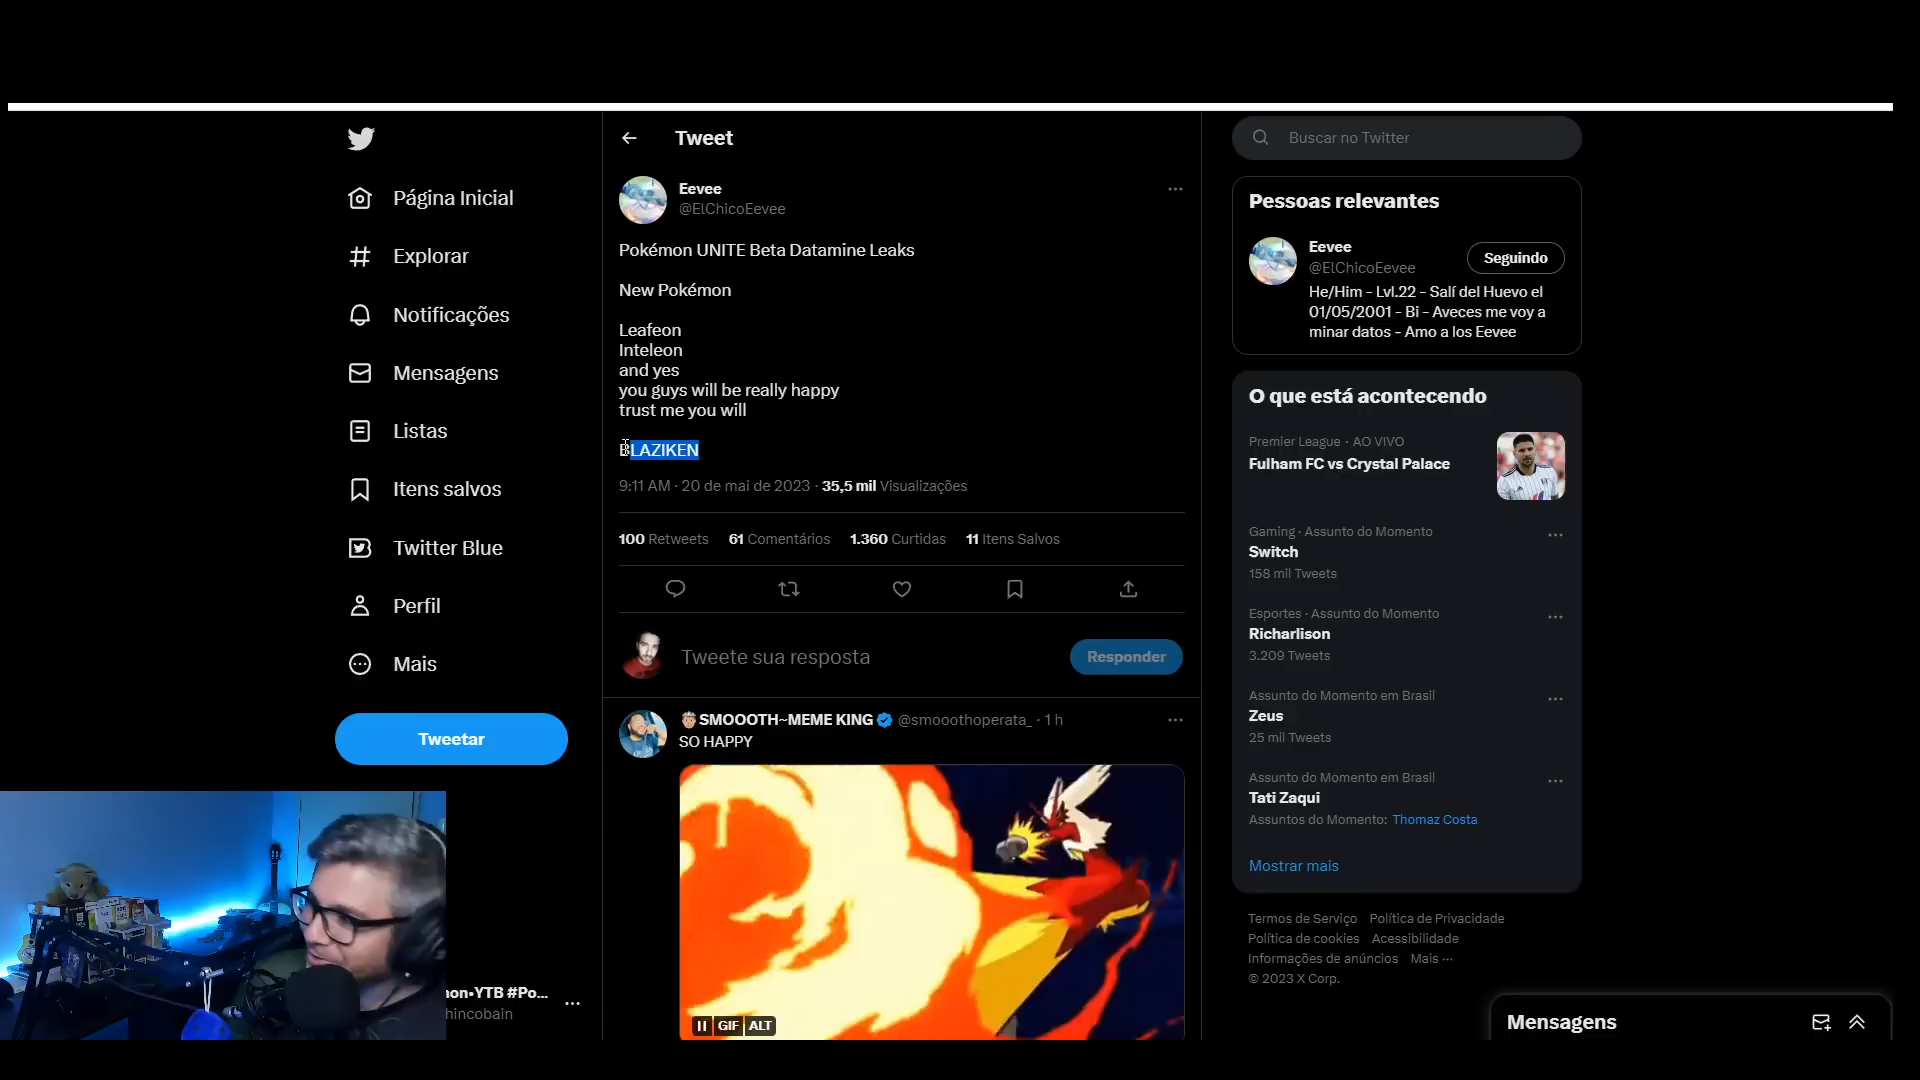 Tweet
Página Inicial
Explorar
Notificações
Mensagens
Listas
Itens salvos
Twitter Blue
Perfil
Mais
Tweetar
Eevee
@ElChicoEevee
Pokémon UNITE Beta Datamine Leaks
New Pokémon
Leafeon
Inteleon
and yes
you guys will be really happy
trust me you will
BLAZIKEN
9:11 AM · 20 de mai de 2023 · 35,5 mil Visualizações
100 Retweets 61 Comentários 1.360 Curtidas 11 Itens Salvos
Tweete sua resposta
Responder
SMOOOTH~MEME KING @smooothoperata_ · 1 h
SO HAPPY
GIF ALT
Buscar no Twitter
Pessoas relevantes
Eevee
@ElChicoEevee
Seguindo
He/Him - Lvl.22 - Salí del Huevo el
01/05/2001 - Bi - Aveces me voy a
minar datos - Amo a los Eevee
O que está acontecendo
Premier League · AO VIVO
Fulham FC vs Crystal Palace
Gaming · Assunto do Momento
Switch
158 mil Tweets
Esportes · Assunto do Momento
Richarlison
3.209 Tweets
Assunto do Momento em Brasil
Zeus
25 mil Tweets
Assunto do Momento em Brasil
Tati Zaqui
Assuntos do Momento: Thomaz Costa
Mostrar mais
Termos de Serviço Política de Privacidade
Política de cookies Acessibilidade
Informações de anúncios Mais ···
© 2023 X Corp.
Mensagens
non•YTB #Po...
hincobain